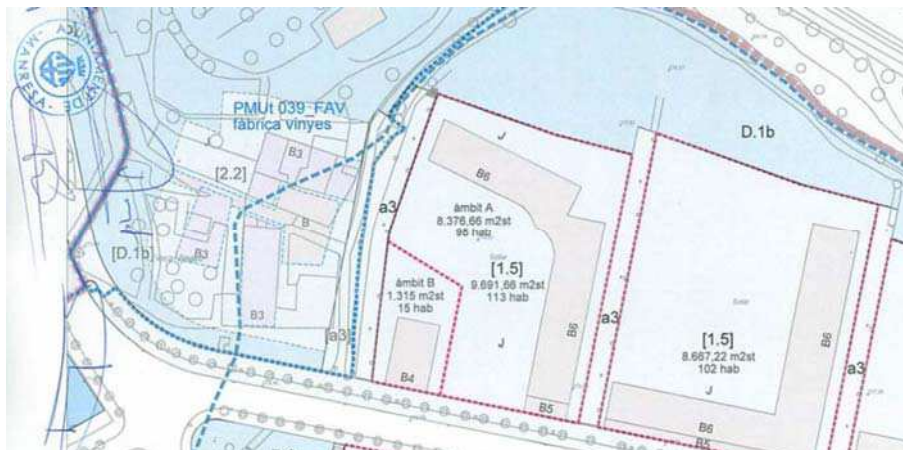 AJUNTAMENT DE
MANRESA
PMUt 039_FAV
fàbrica vinyes
J
B3
[2.2]
B
B3
[D.1b]
B3
a3
[a3]
J
B6
àmbit A
8.376,66 m2st
98 hab
[1.5]
9.691,66 m2st
113 hab
àmbit B
1.315 m2st
15 hab
J
B6
B4
B5
a3
D.1b
[1.5]
8.667,22 m2st
102 hab
J
B6
B6
B5
a3